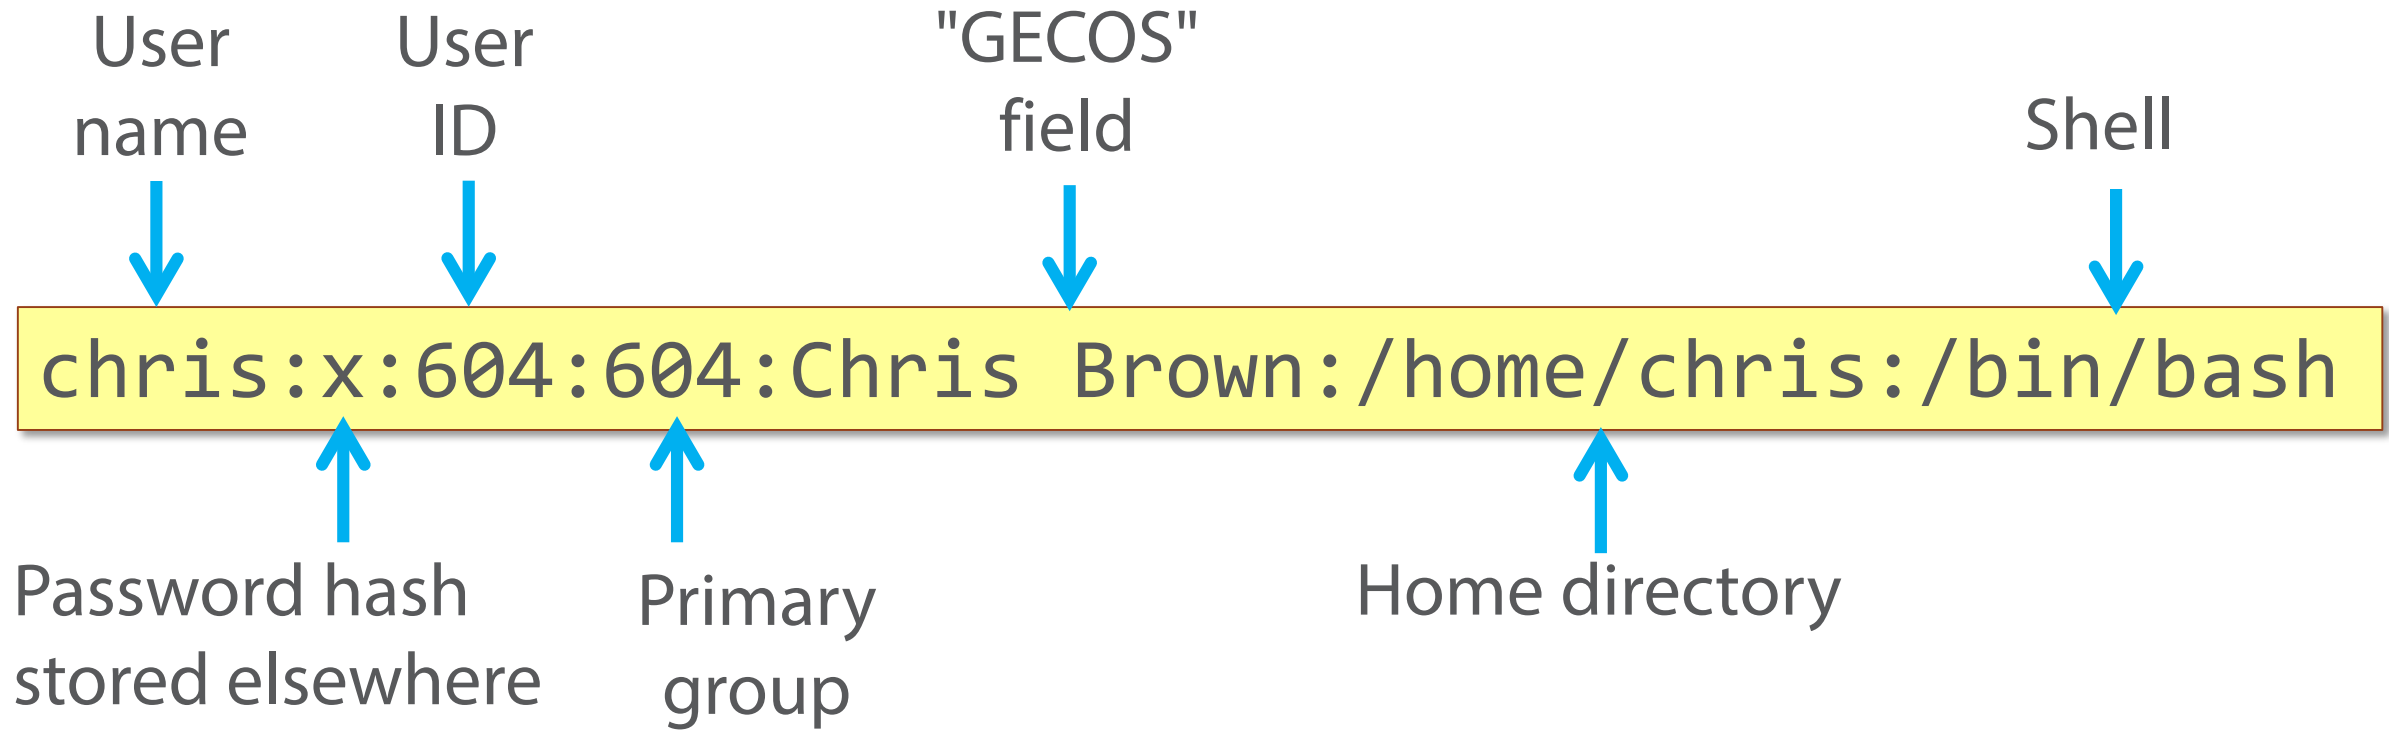 User
name
User
ID
"GECOS"
field
Shell
chris:x:604:604:Chris Brown:/home/chris:/bin/bash
Password hash
stored elsewhere
Primary
group
Home directory